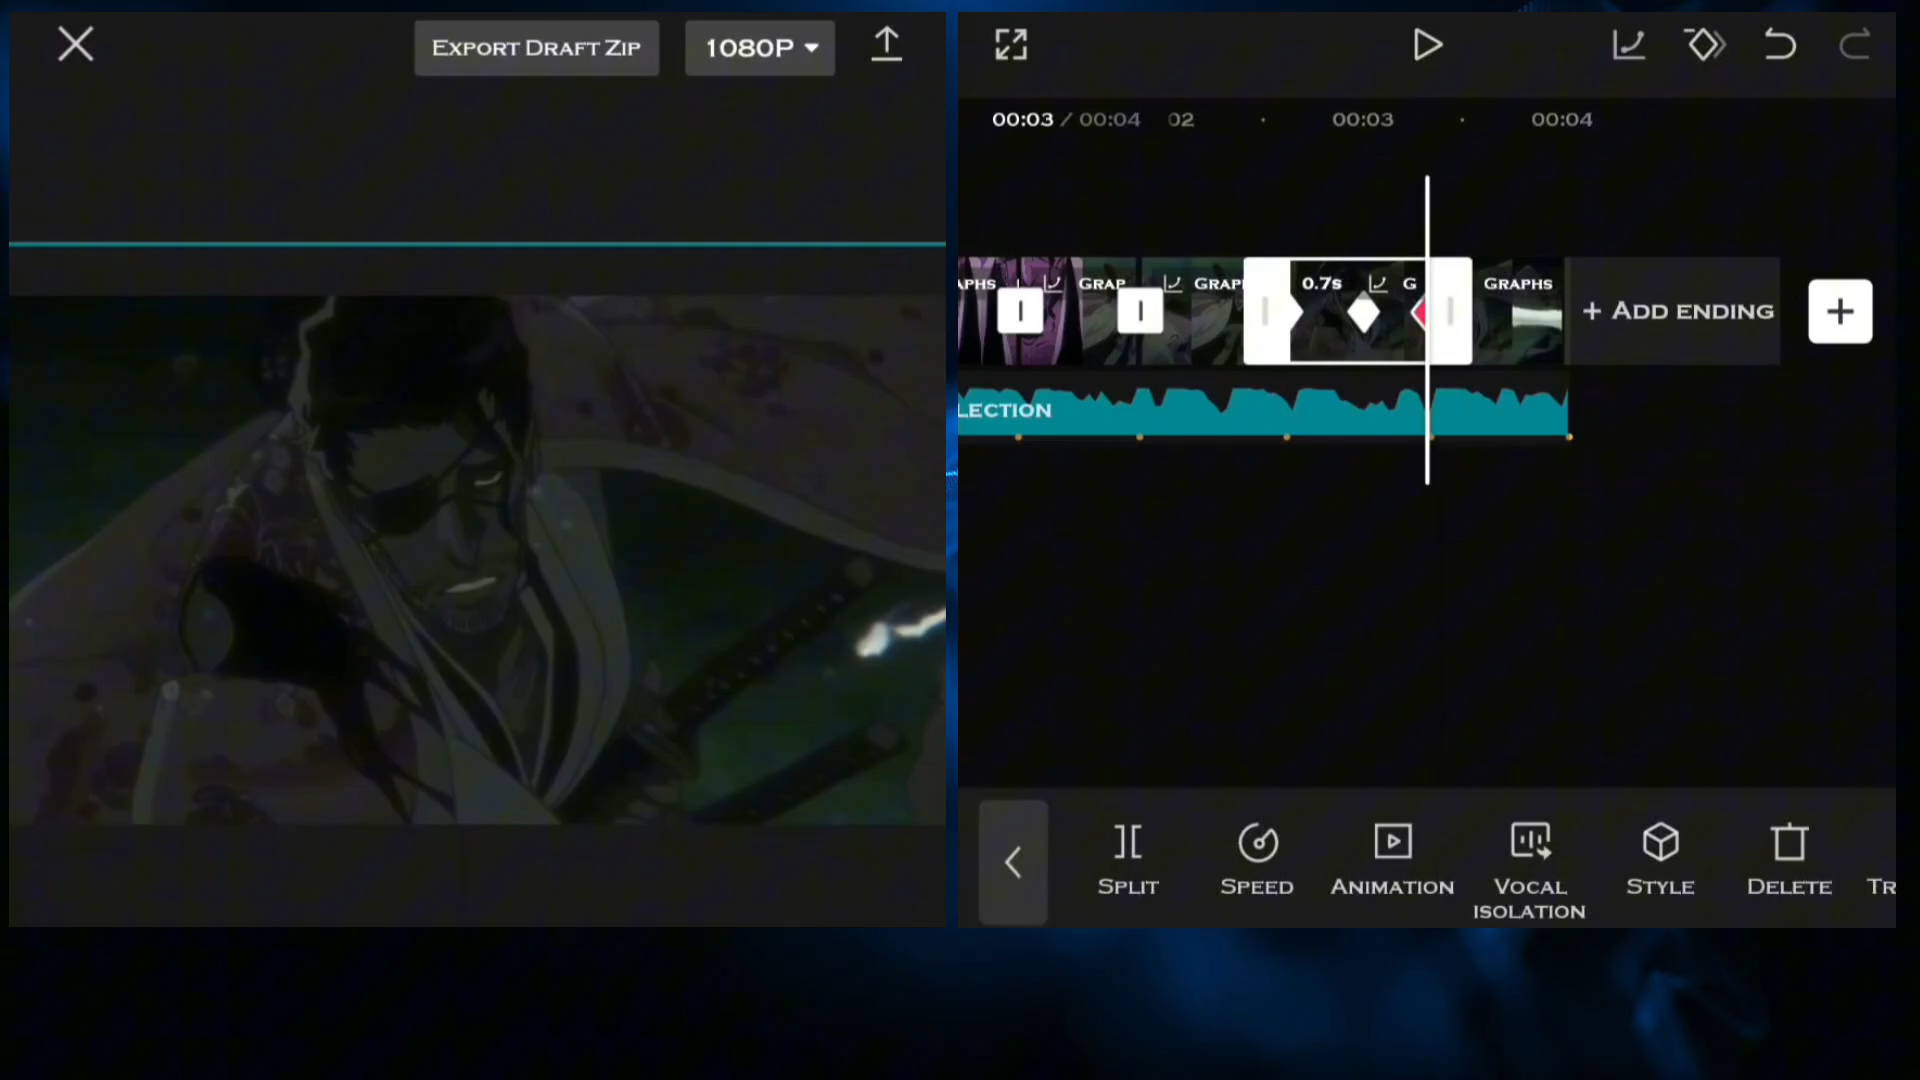 EXPORT DRAFT ZIP
1080P
00:03 / 00:04
02
00:03
00:04
GRAP
0.7s
G
GRAPHS
+ ADD ENDING
LECTION
SPLIT
SPEED
ANIMATION
VOCAL
ISOLATION
STYLE
DELETE
TR